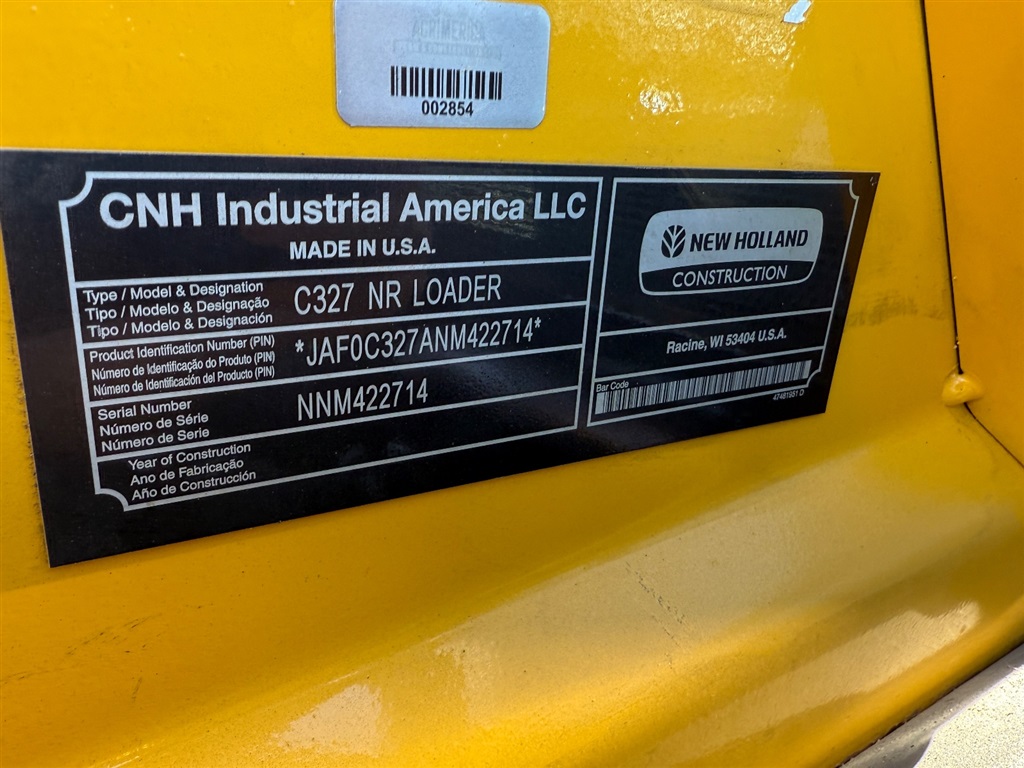 002854
CNH Industrial America LLC
MADE IN U.S.A.
Type / Model & Designation
Tipo / Modelo & Designação
Tipo / Modelo & Designación
C327 NR LOADER
Product Identification Number (PIN)
Número de Identificação do Produto (PIN)
Número de Identificación del Producto (PIN)
*JAF0C327ANM422714*
Serial Number
Número de Série
Número de Serie
NNM422714
Year of Construction
Ano de Fabricação
Año de Construcción
NEW HOLLAND
CONSTRUCTION
Racine, WI 53404 U.S.A.
Bar Code
47481551 D